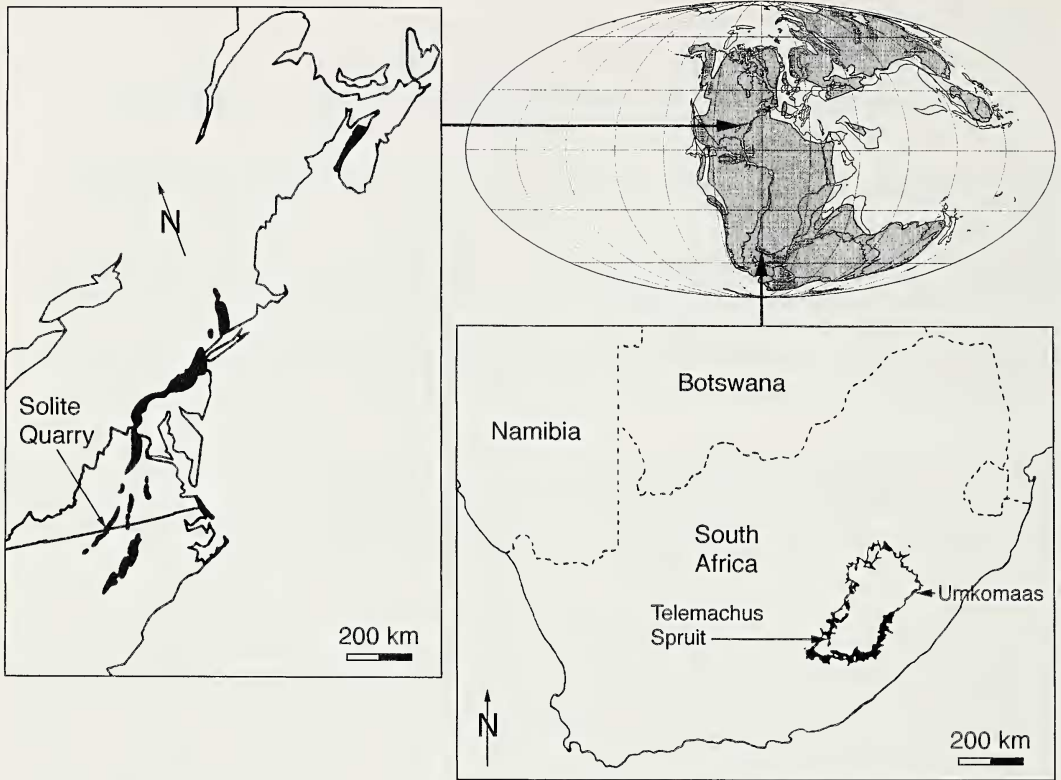 N
Solite
Quarry
200 km
Botswana
Namibia
South
Africa
Umkomaas
Telemachus
Spruit
N
200 km